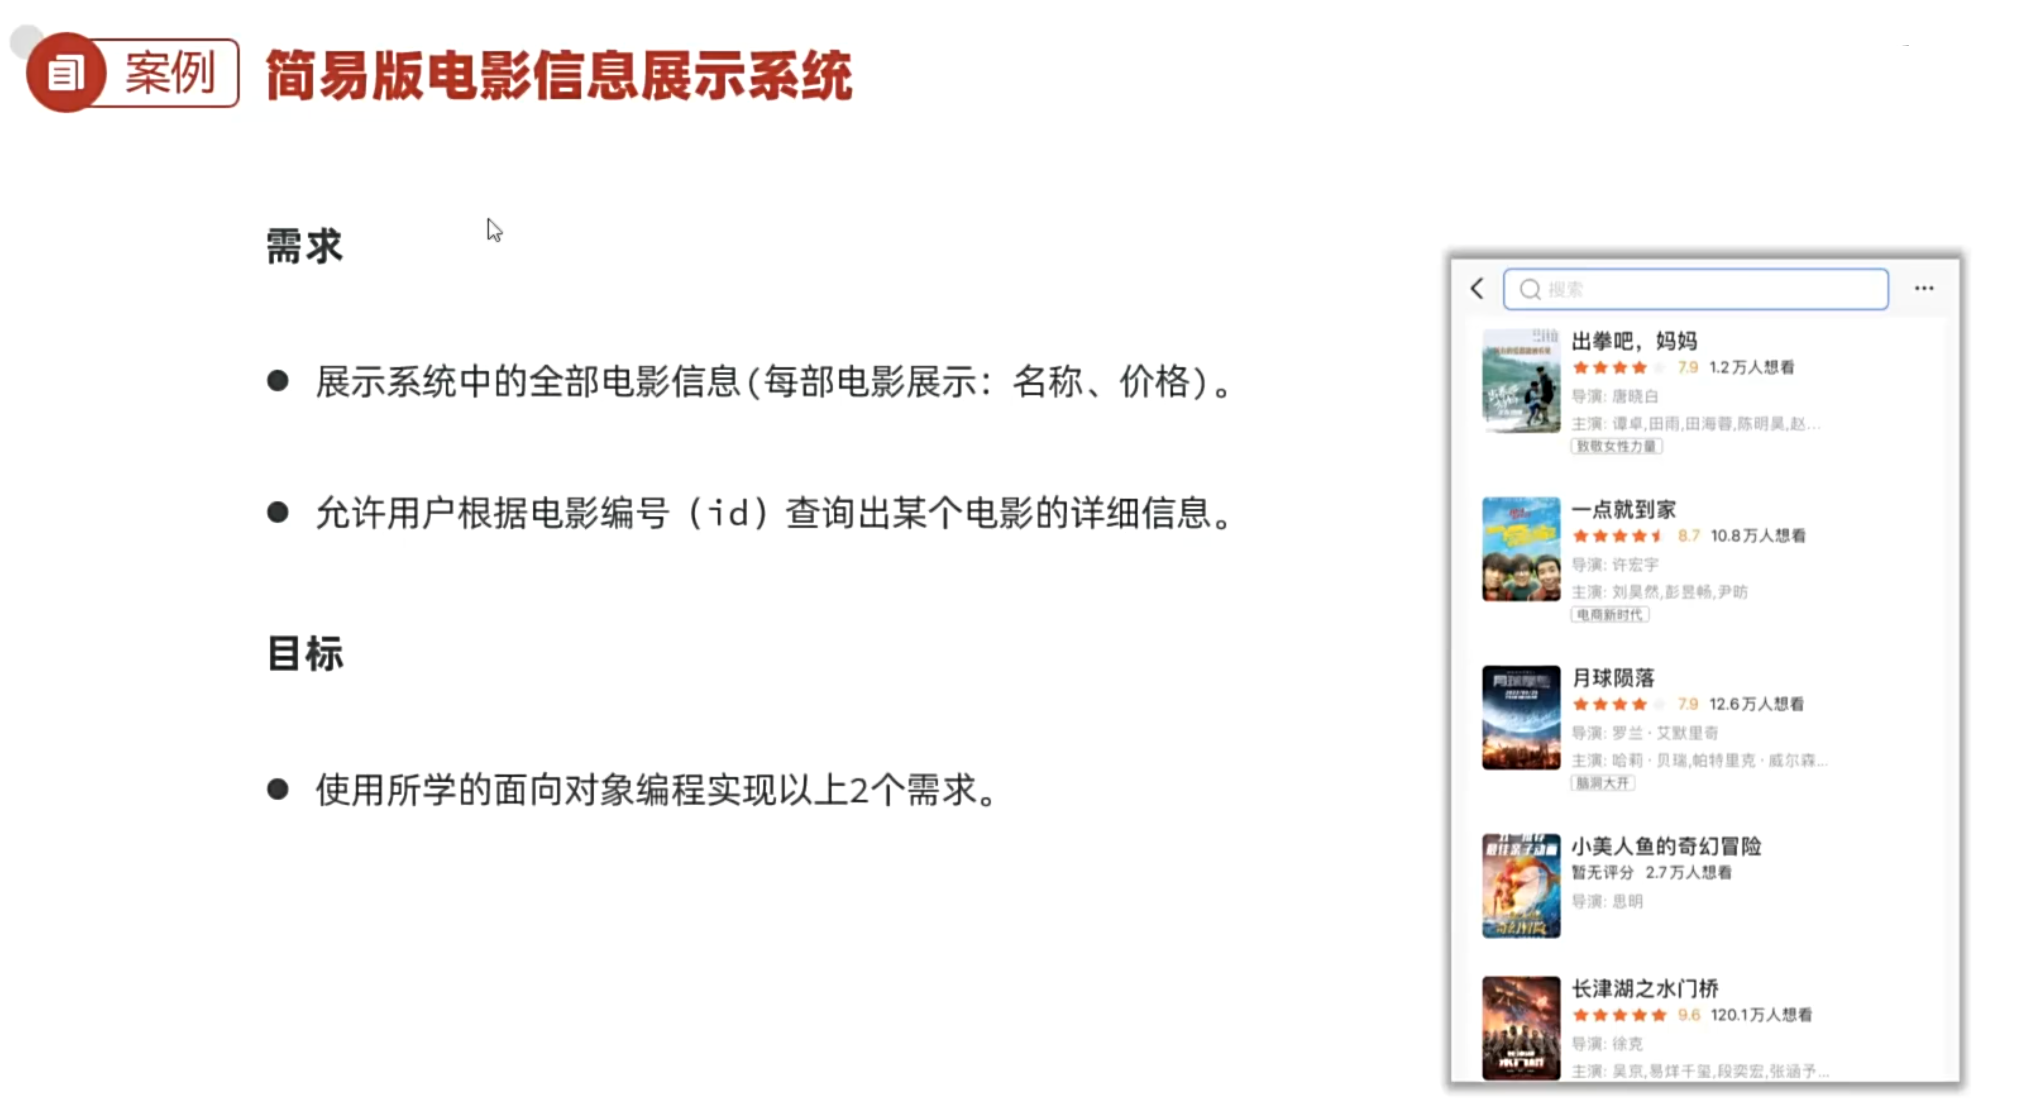 案例 简易版电影信息展示系统
需求
展示系统中的全部电影信息(每部电影展示：名称、价格)。
允许用户根据电影编号（id）查询出某个电影的详细信息。
目标
使用所学的面向对象编程实现以上2个需求。
搜索
出拳吧，妈妈
7.9 1.2万人想看
导演: 唐晓白
主演: 谭卓,田雨,田海蓉,陈明昊,赵...
致敬女性力量
一点就到家
8.7 10.8万人想看
导演: 许宏宇
主演: 刘昊然,彭昱畅,尹昉
电商新时代
月球陨落
7.9 12.6万人想看
导演: 罗兰·艾默里奇
主演: 哈莉·贝瑞,帕特里克·威尔森...
脑洞大开
小美人鱼的奇幻冒险
暂无评分 2.7万人想看
导演: 思明
长津湖之水门桥
9.6 120.1万人想看
导演: 徐克
主演: 吴京,易烊千玺,段奕宏,张涵予...